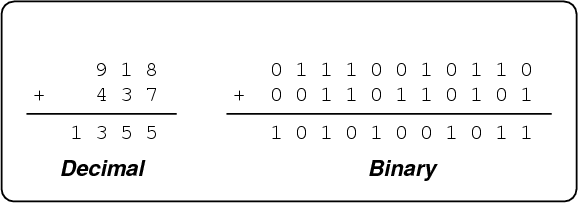 9 1 8 0 1 1 1 0 0 1 0 1 1 0
+ 4 3 7 + 0 0 1 1 0 1 1 0 1 0 1
1 3 5 5 1 0 1 0 1 0 0 1 0 1 1
Decimal Binary